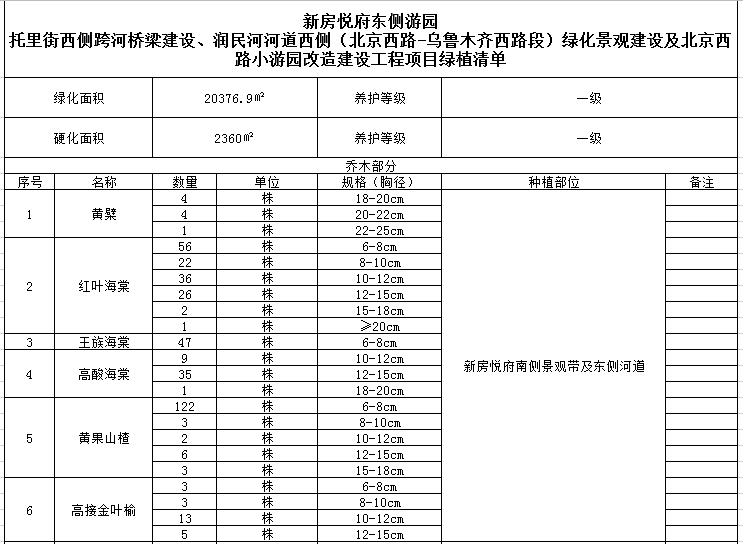 新房悦府东侧游园
托里街西侧跨河桥梁建设、润民河河道西侧（北京西路-乌鲁木齐西路段）绿化景观建设及北京西
路小游园改造建设工程项目绿植清单
绿化面积 20376.9㎡ 养护等级 一级
硬化面积 2360㎡ 养护等级 一级
乔木部分
序号 名称 数量 单位 规格（胸径） 种植部位 备注
1 黄檗 4 株 18-20cm
4 株 20-22cm
1 株 22-25cm
2 红叶海棠 56 株 6-8cm
22 株 8-10cm
36 株 10-12cm
26 株 12-15cm
2 株 15-18cm
1 株 ≥20cm
3 王族海棠 47 株 6-8cm
4 高酸海棠 9 株 10-12cm
35 株 12-15cm
1 株 18-20cm
新房悦府南侧景观带及东侧河道
5 黄果山楂 122 株 6-8cm
3 株 8-10cm
2 株 10-12cm
6 株 12-15cm
3 株 15-18cm
6 高接金叶榆 3 株 6-8cm
3 株 8-10cm
13 株 10-12cm
5 株 12-15cm